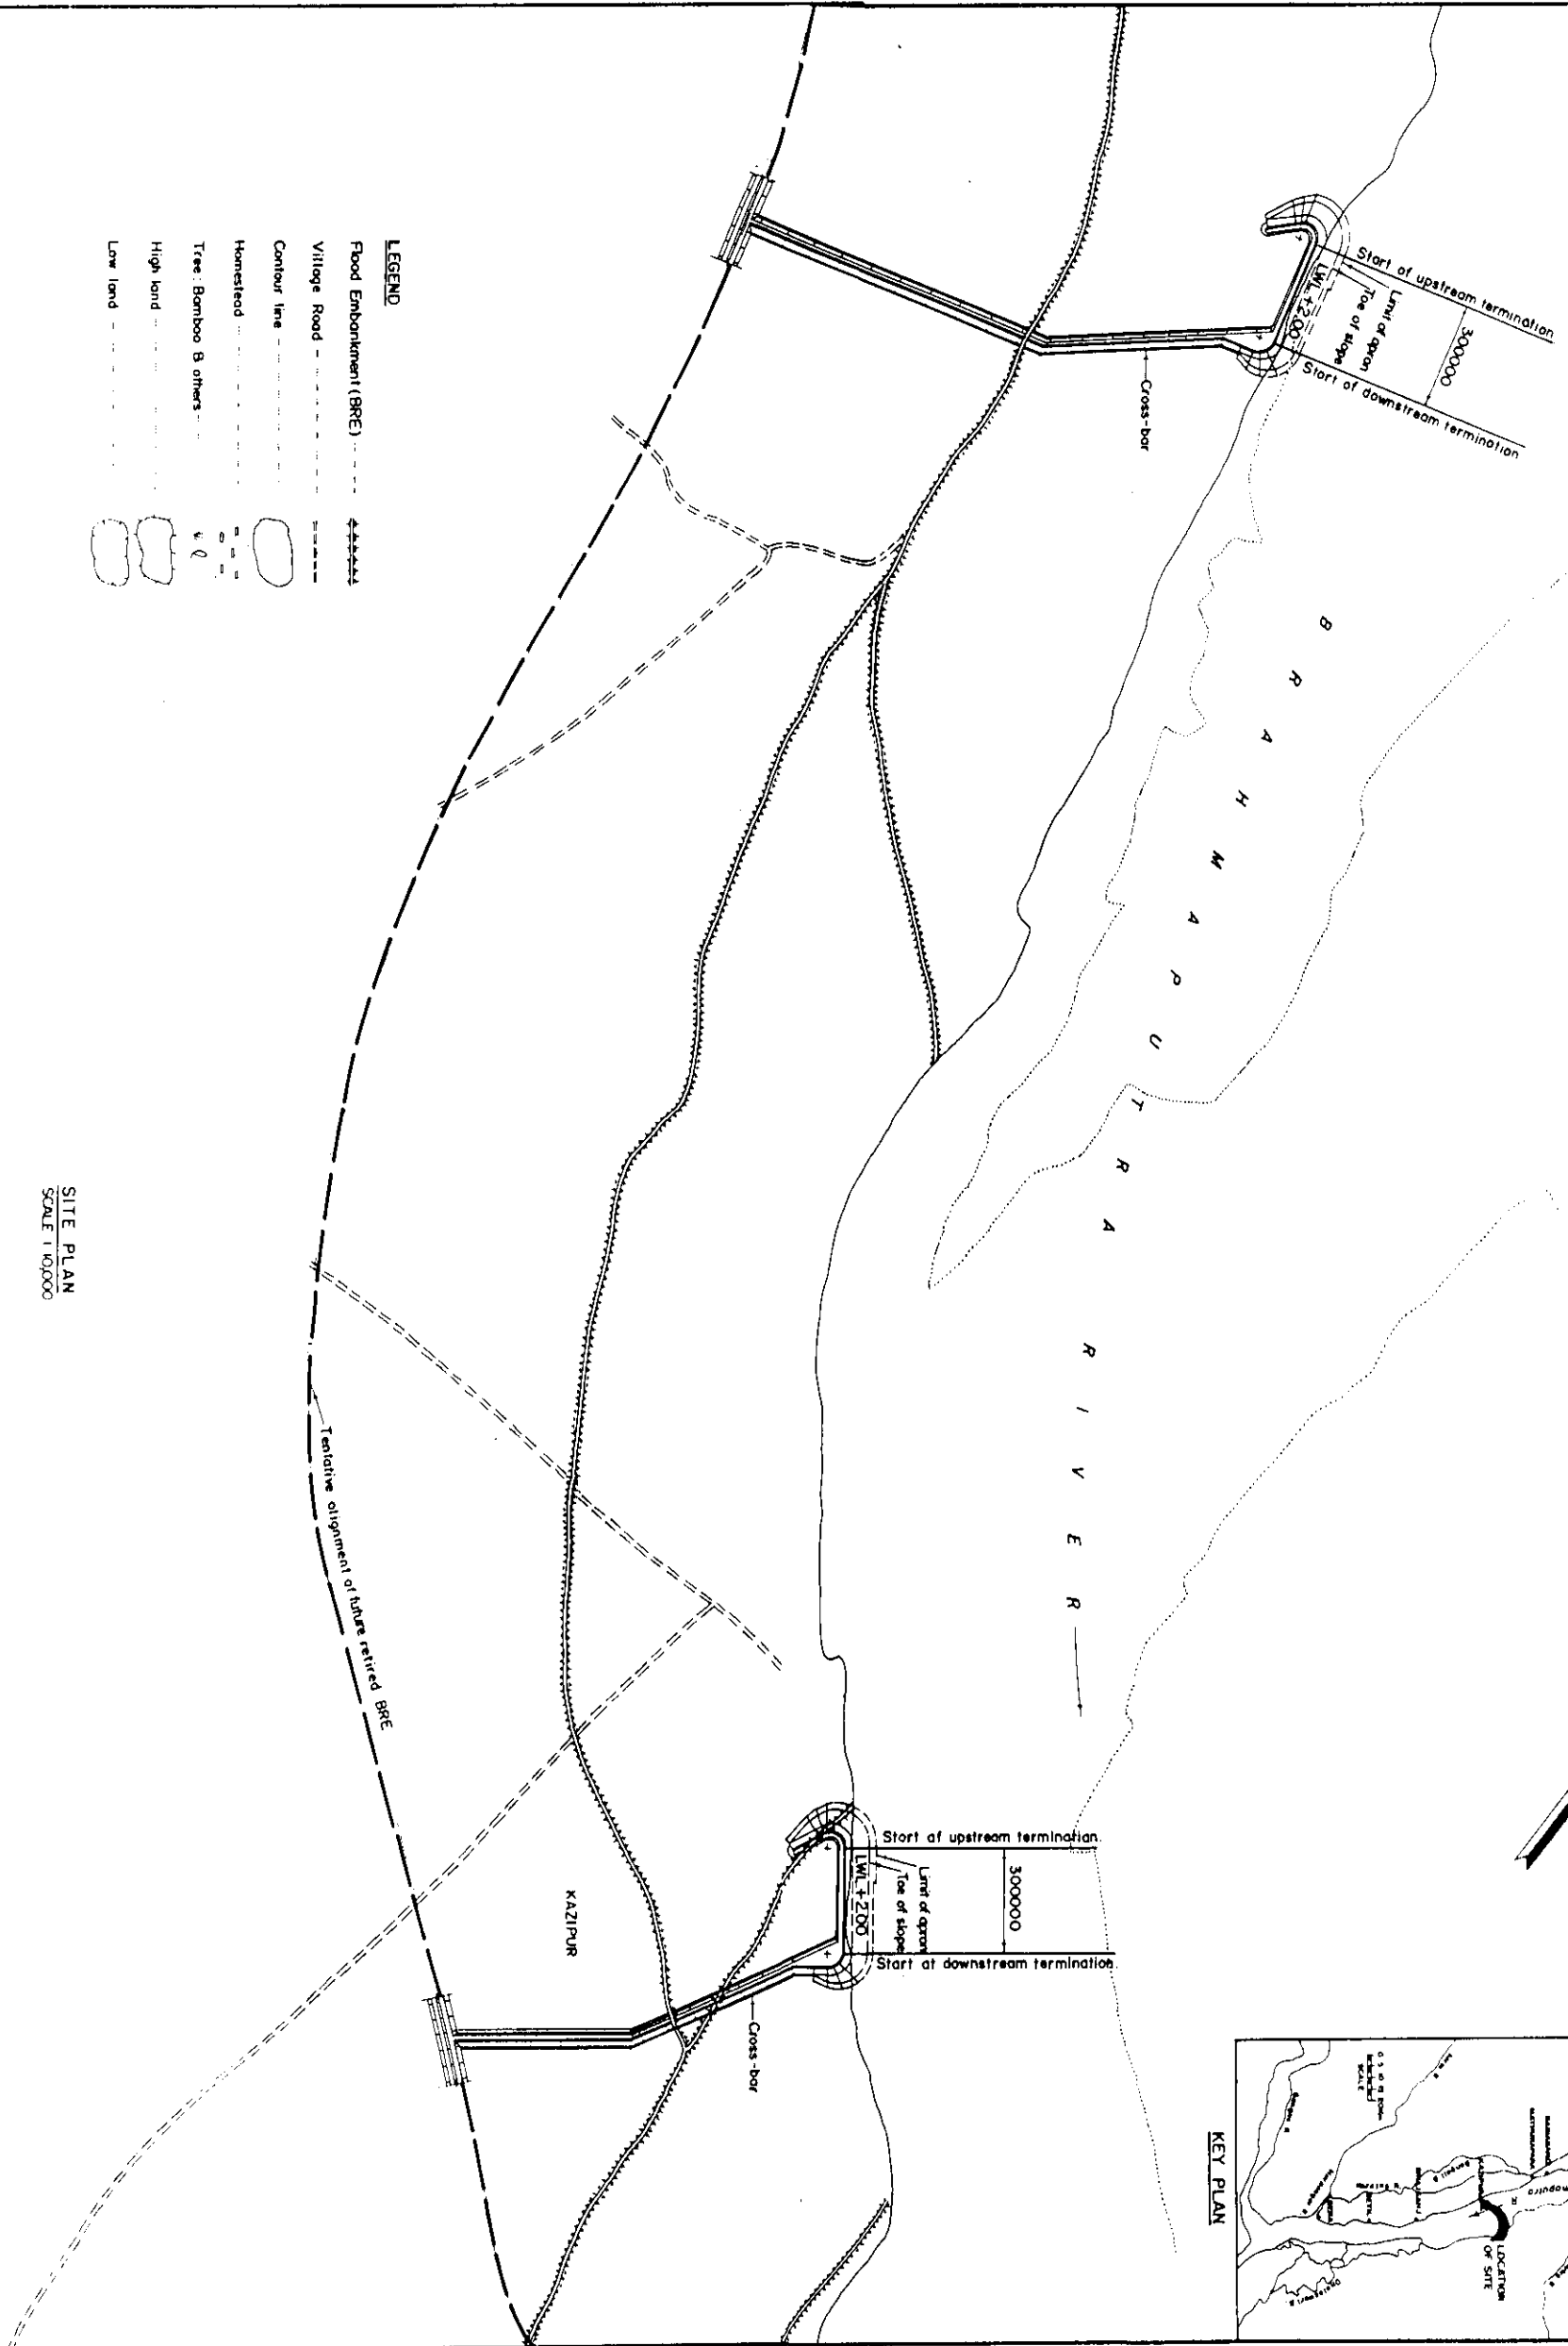 Start of upstream termination
Limit of apron
Toe of slope
LWL +2.00
300000
Start of downstream termination
Cross-bar
BRAHMAPUTRA RIVER
LEGEND
Flood Embankment (BRE)
Village Road
Contour line
Homestead
Tree: Bamboo & others
High land
Low land
Tentative alignment of future retired BRE
KAZIPUR
Start of upstream termination.
Limit of apron
Toe of slope
LWL +2.00
300000
Start at downstream termination.
Cross-bar
SITE PLAN
SCALE 1:10,000
SCALE
LOCATION
OF SITE
KEY PLAN